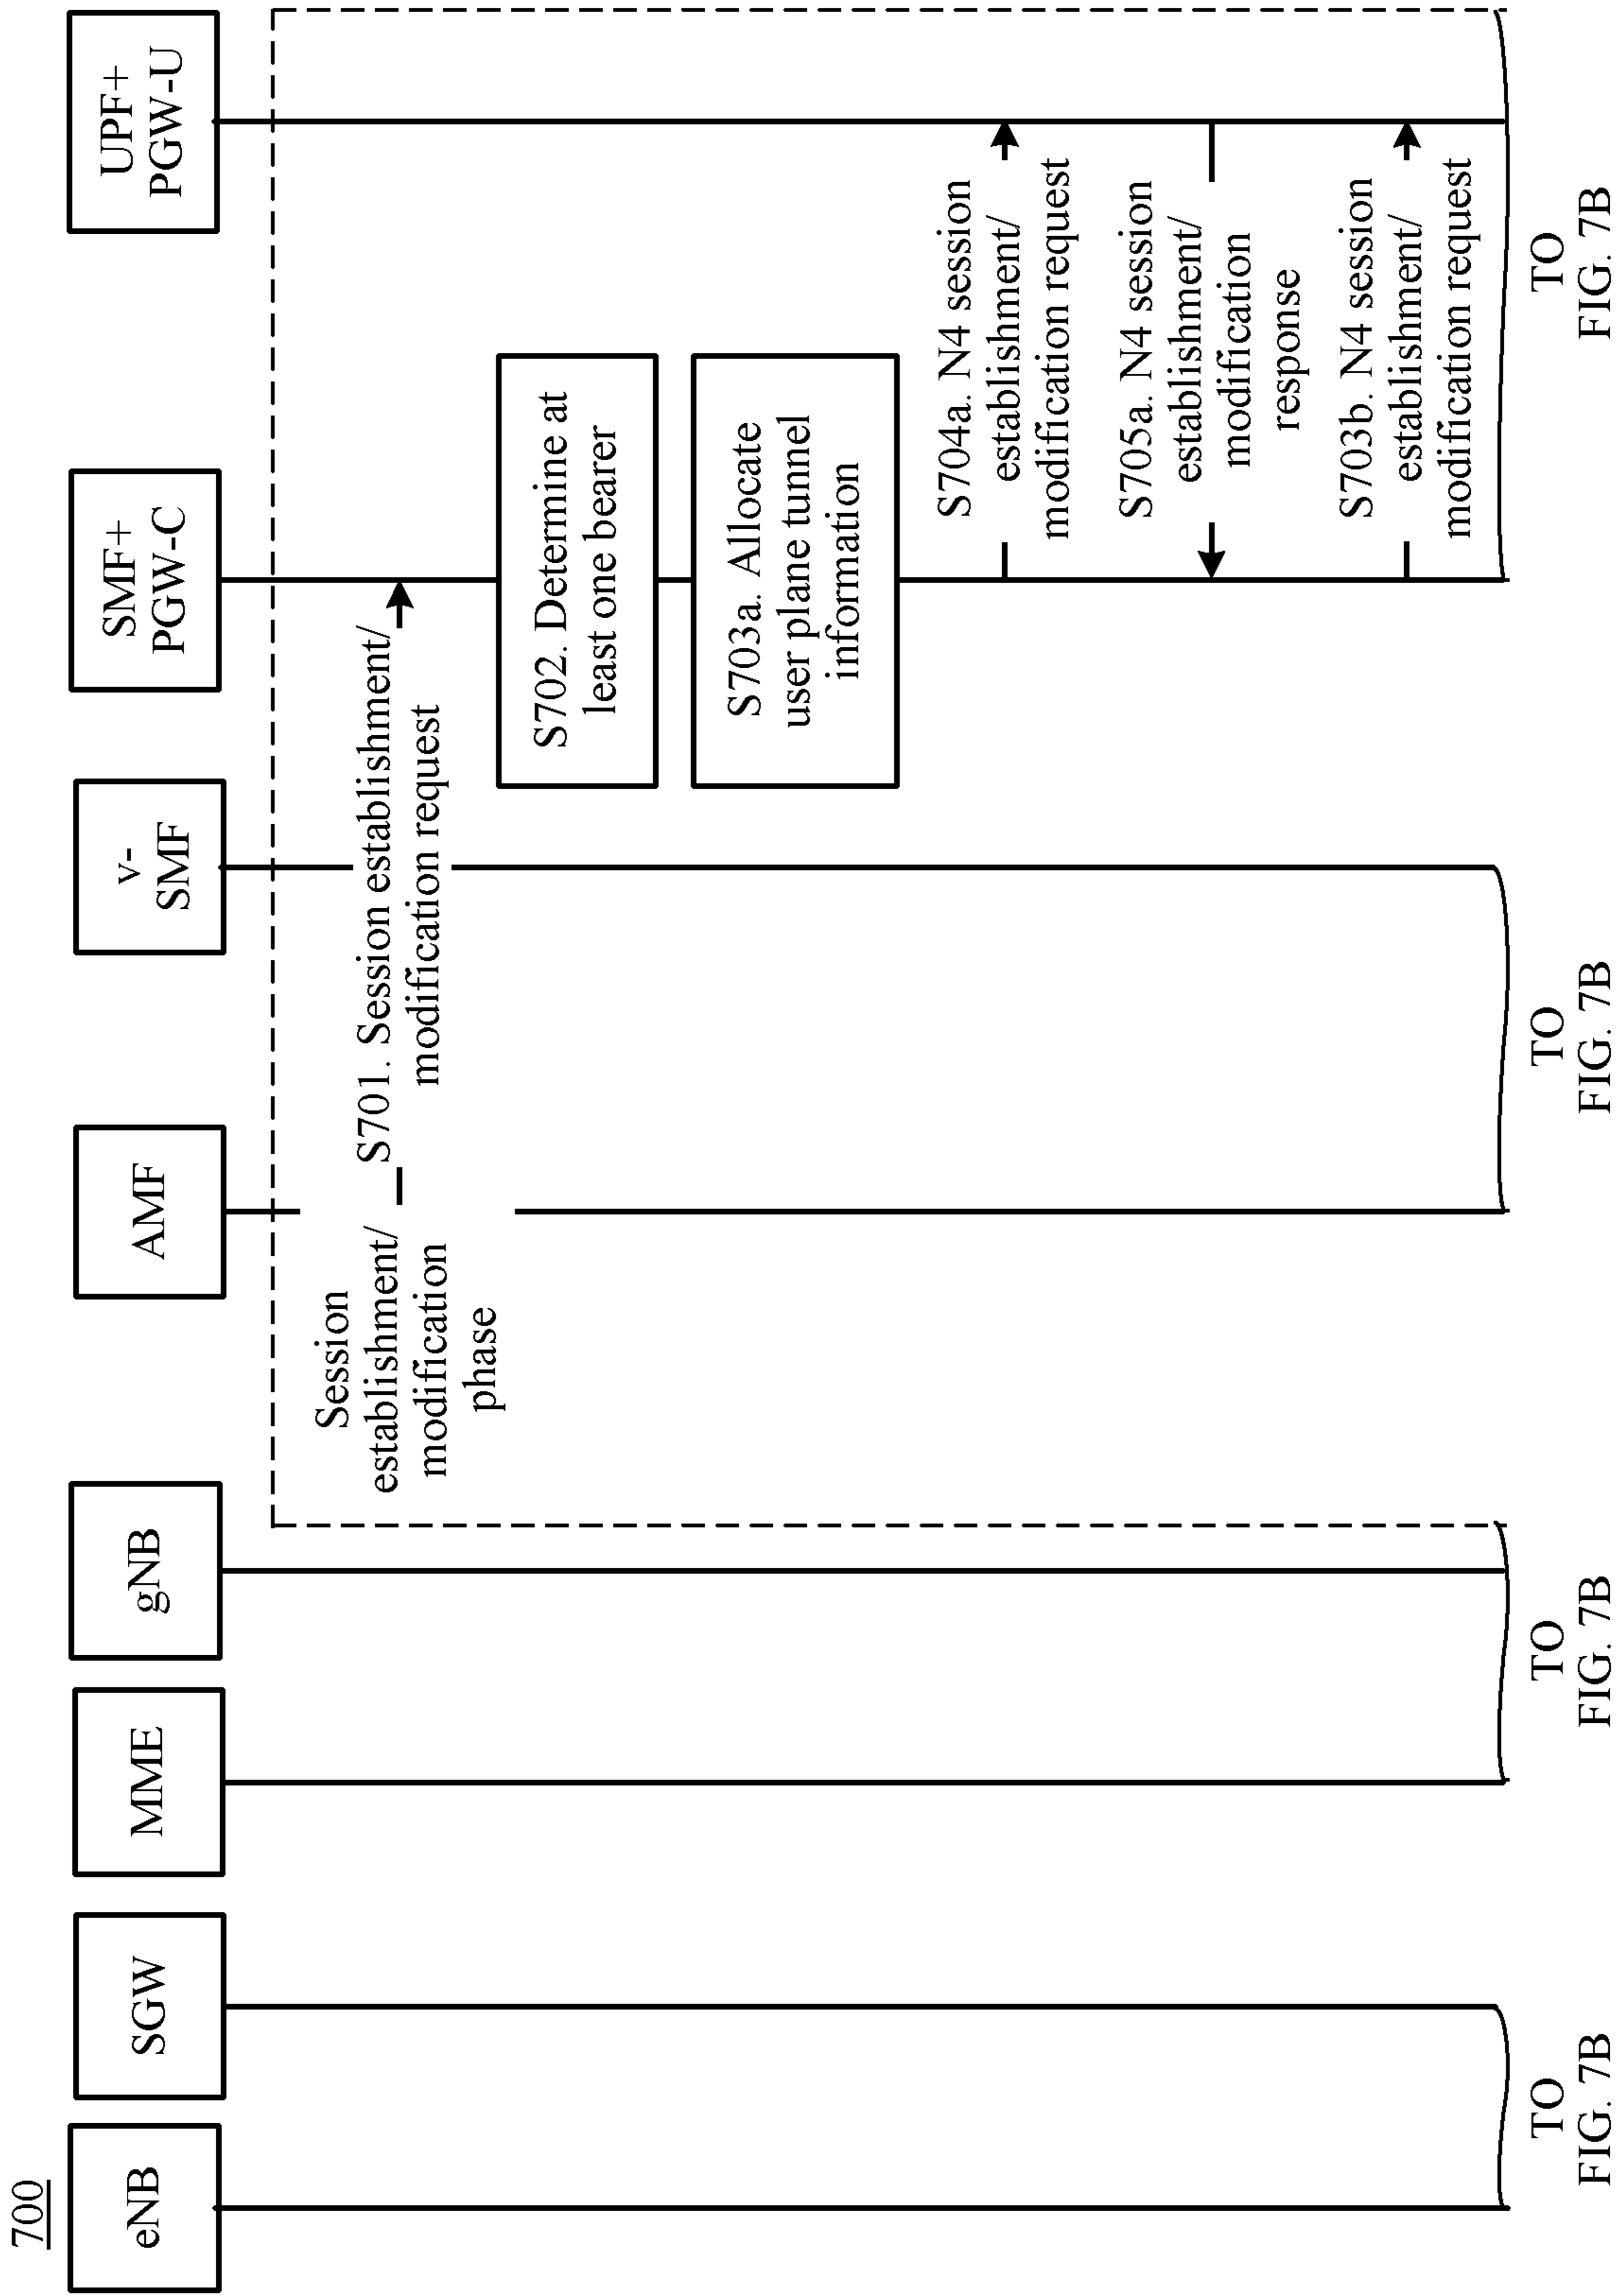 700
eNB
SGW
MME
gNB
AMF
v-
SMF
SMF+
PGW-C
UPF+
PGW-U
Session
establishment/
modification
phase
S701. Session establishment/
modification request
S702. Determine at
least one bearer
S703a. Allocate
user plane tunnel
information
S704a. N4 session
establishment/
modification request
S705a. N4 session
establishment/
modification
response
S703b. N4 session
establishment/
modification request
TO
FIG. 7B
TO
FIG. 7B
TO
FIG. 7B
TO
FIG. 7B